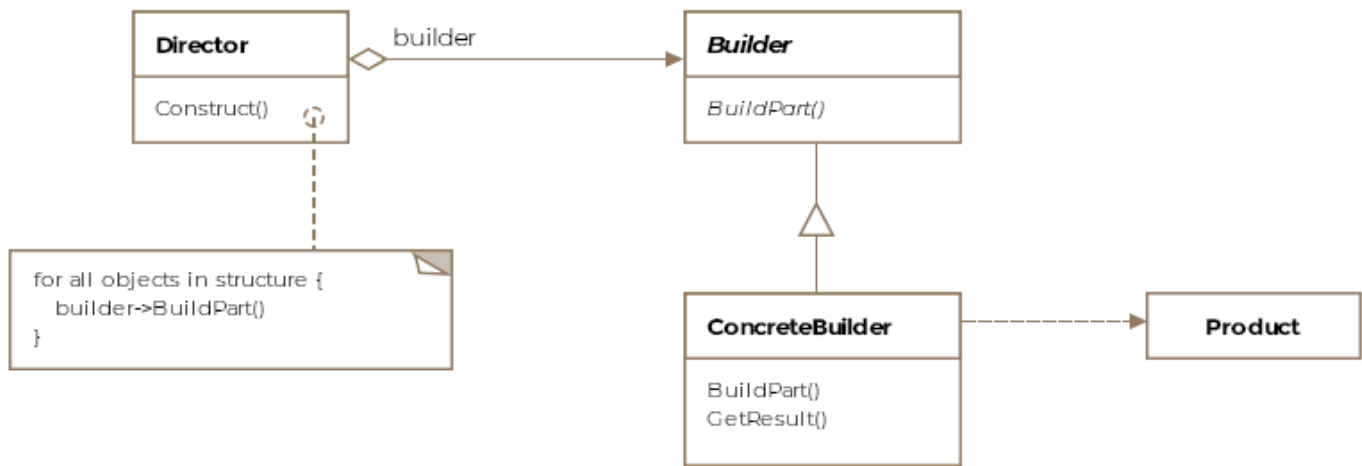 Director
Construct()
builder
Builder
BuildPart()
for all objects in structure {
builder->BuildPart()
}
ConcreteBuilder
BuildPart()
GetResult()
Product